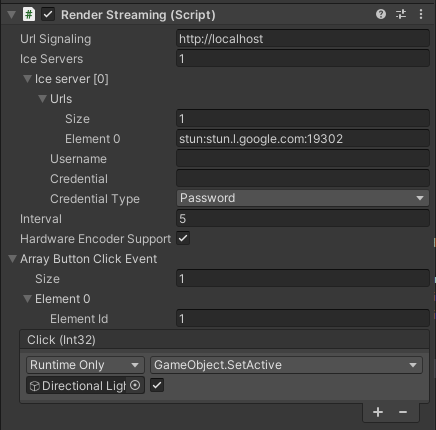 Render Streaming (Script)
Url Signaling http://localhost
Ice Servers 1
Ice server [0]
Urls
Size 1
Element 0 stun:stun.l.google.com:19302
Username
Credential
Credential Type Password
Interval 5
Hardware Encoder Support
Array Button Click Event
Size 1
Element 0
Element Id 1
Click (Int32)
Runtime Only GameObject.SetActive
Directional Ligh